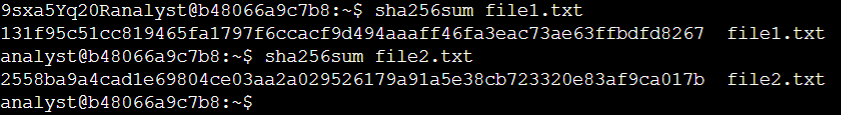 9sxa5Yq20Ranalyst@b48066a9c7b8:~$ sha256sum file1.txt
131f95c51cc819465fa1797f6ccacf9d494aaaff46fa3eac73ae63ffbdfd8267  file1.txt
analyst@b48066a9c7b8:~$ sha256sum file2.txt
2558ba9a4cad1e69804ce03aa2a029526179a91a5e38cb723320e83af9ca017b  file2.txt
analyst@b48066a9c7b8:~$